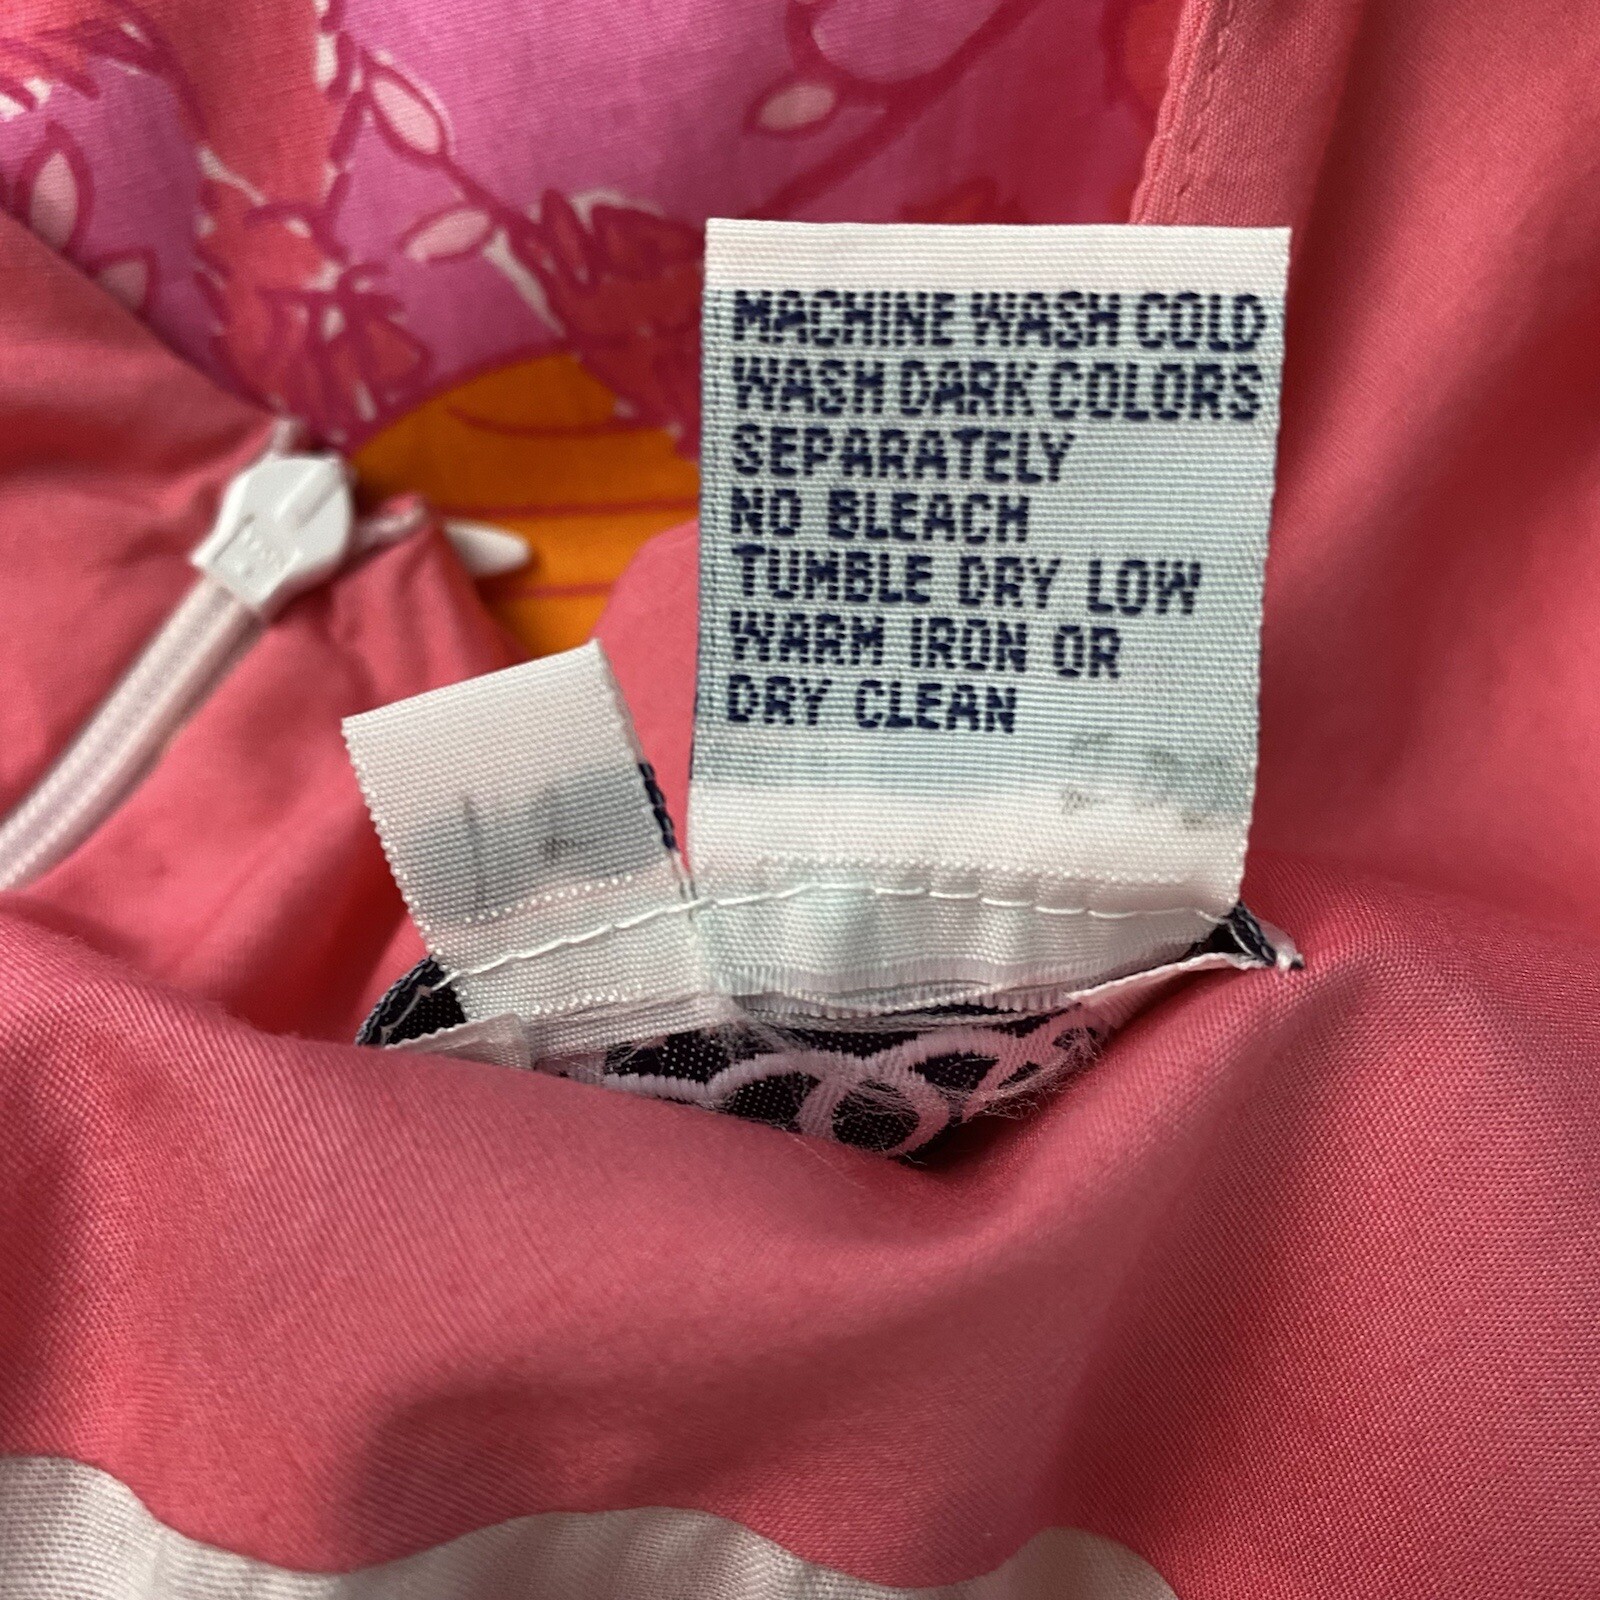 MACHINE WASH COLD
WASH DARK COLORS
SEPARATELY
NO BLEACH
TUMBLE DRY LOW
WARM IRON OR
DRY CLEAN